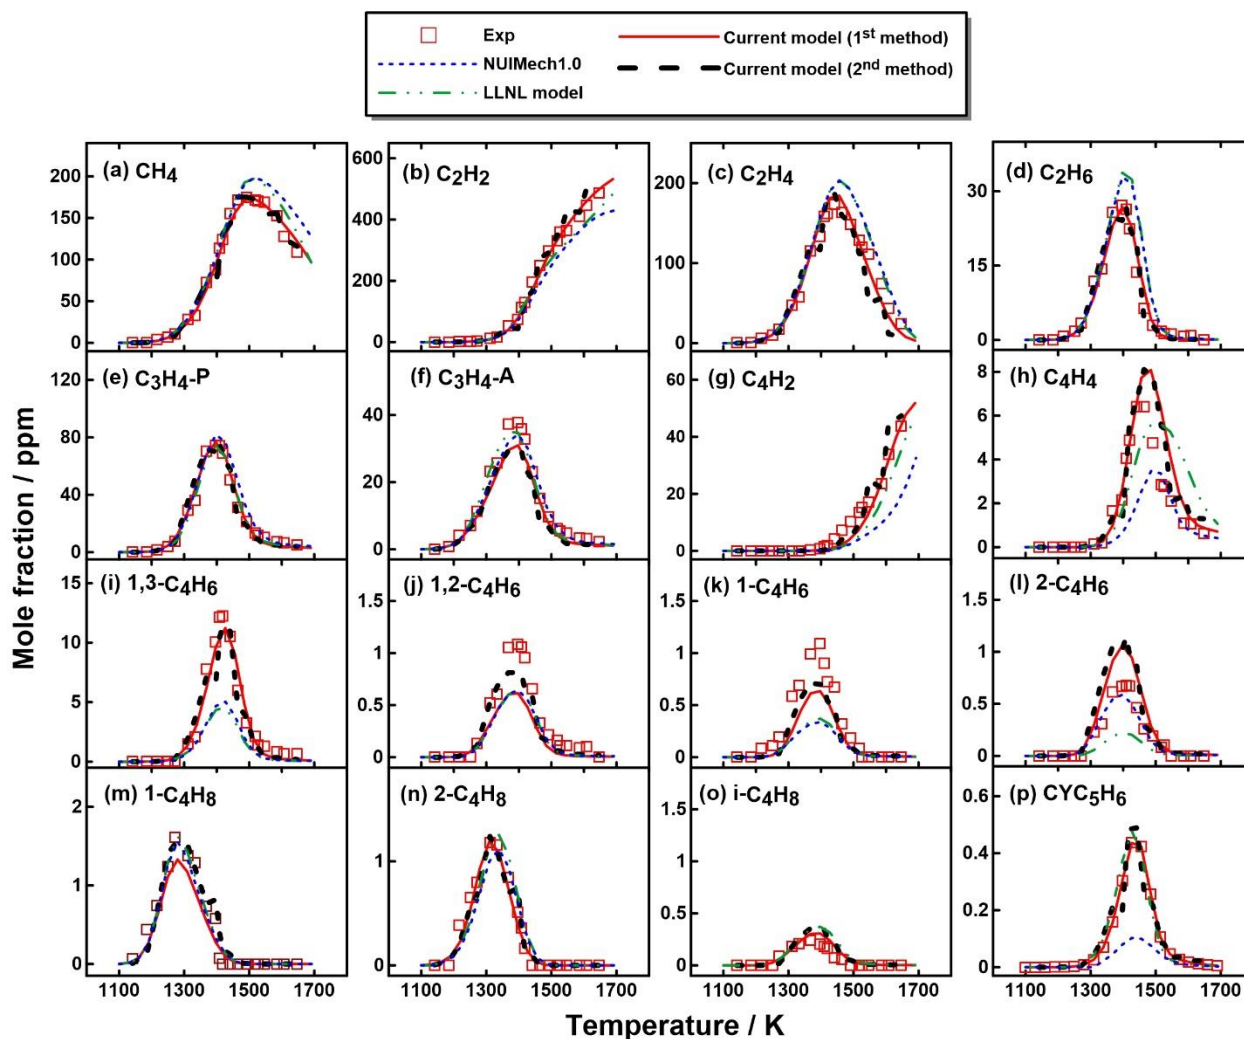 Exp
Current model (1st method)
NUIMech1.0
Current model (2nd method)
LLNL model
(a) CH4
200
150
100
50
0
(b) C2H2
600
400
200
0
(c) C2H4
200
100
0
(d) C2H6
30
15
0
(e) C3H4-P
120
80
40
0
(f) C3H4-A
40
20
0
(g) C4H2
60
40
20
0
(h) C4H4
8
6
4
2
0
(i) 1,3-C4H6
15
10
5
0
(j) 1,2-C4H6
1.5
1
0.5
0
(k) 1-C4H6
1.5
1
0.5
0
(l) 2-C4H6
1.5
1
0.5
0
(m) 1-C4H8
2
1
0
(n) 2-C4H8
1
0
(o) i-C4H8
1.5
1
0.5
0
(p) CYC5H6
0.6
0.4
0.2
0
1100 1300 1500 1700
1100 1300 1500 1700
1100 1300 1500 1700
1100 1300 1500 1700
Mole fraction / ppm
Temperature / K